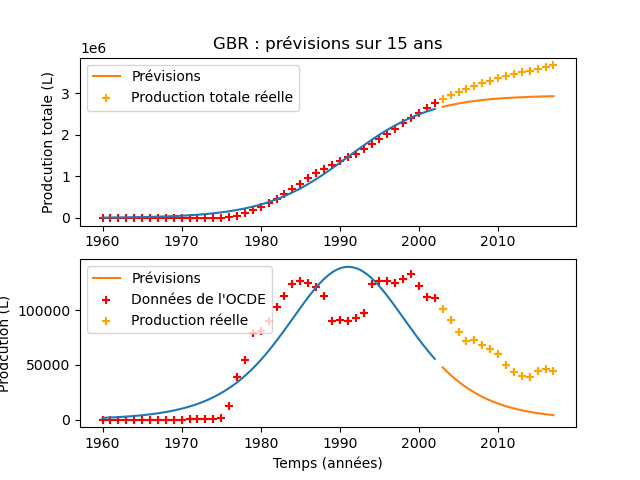 GBR : prévisions sur 15 ans
1e6
Prodcution totale (L)
3
2
1
0
Prévisions
Production totale réelle
1960 1970 1980 1990 2000 2010
Prodcution (L)
100000
50000
0
Prévisions
Données de l'OCDE
Production réelle
1960 1970 1980 1990 2000 2010
Temps (années)